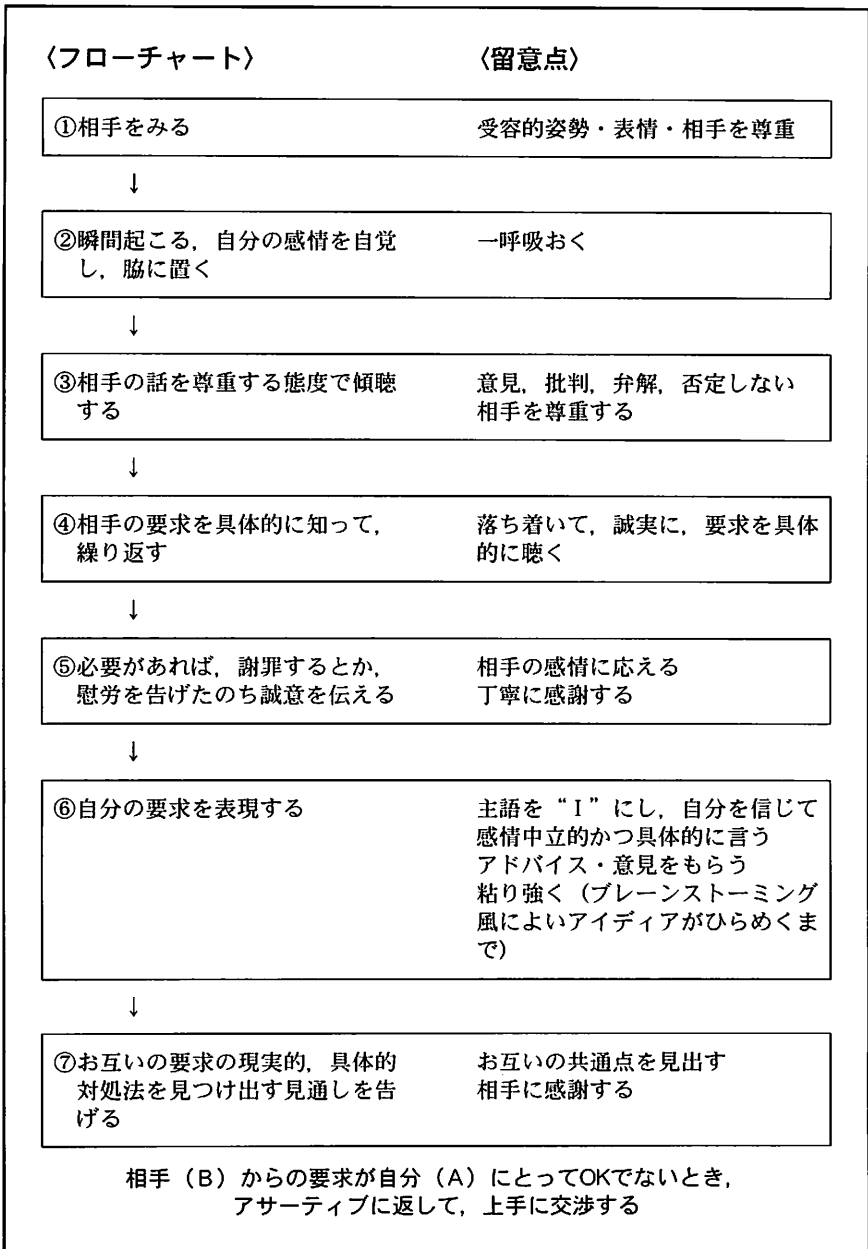 〈フローチャート〉 〈留意点〉
①相手をみる 受容的姿勢・表情・相手を尊重
↓
②瞬間起こる，自分の感情を自覚 一呼吸おく
し，脇に置く
↓
③相手の話を尊重する態度で傾聴 意見，批判，弁解，否定しない
する 相手を尊重する
↓
④相手の要求を具体的に知って， 落ち着いて，誠実に，要求を具体
繰り返す 的に聴く
↓
⑤必要があれば，謝罪するとか， 相手の感情に応える
慰労を告げたのち誠意を伝える 丁寧に感謝する
↓
⑥自分の要求を表現する 主語を“I”にし，自分を信じて
感情中立的かつ具体的に言う
アドバイス・意見をもらう
粘り強く（ブレーンストーミング
風によいアイディアがひらめくま
で）
↓
⑦お互いの要求の現実的，具体的 お互いの共通点を見出す
対処法を見つけ出す見通しを告 相手に感謝する
げる
相手（B）からの要求が自分（A）にとってOKでないとき，
アサーティブに返して，上手に交渉する